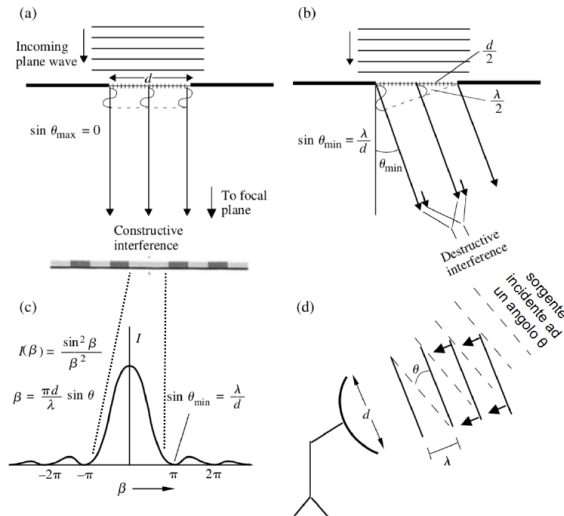 (a)
Incoming
plane wave
d
sin θmax = 0
To focal
plane
Constructive
interference
(b)
d/2
λ/2
sin θmin = λ/d
θmin
Destructive
interference
(c)
I
I(β) = sin² β/β²
β = πd/λ sin θ
sin θmin = λ/d
–2π –π π 2π
β
(d)
sorgente
incidente ad
un angolo θ
θ
d
λ